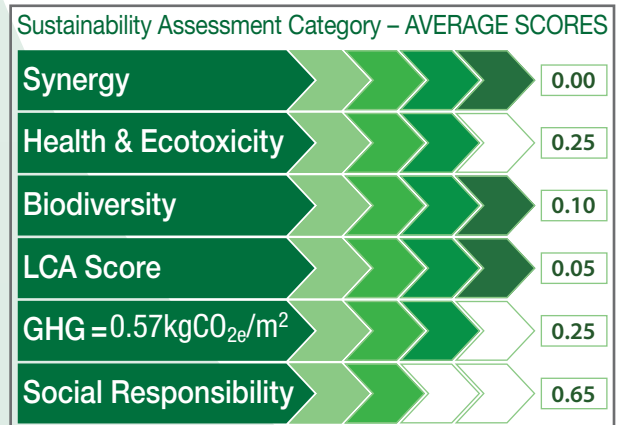 Sustainability Assessment Category – AVERAGE SCORES
Synergy 0.00
Health & Ecotoxicity 0.25
Biodiversity 0.10
LCA Score 0.05
GHG = 0.57kgCO₂ₑ/m² 0.25
Social Responsibility 0.65